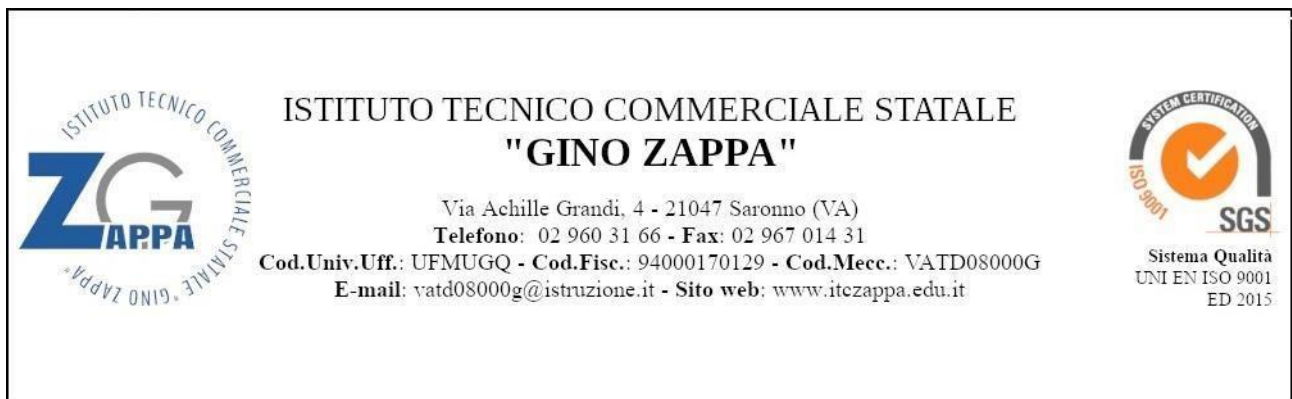 ISTITUTO TECNICO COMMERCIALE STATALE "GINO ZAPPA"
ZG
ZAPPA
ISTITUTO TECNICO COMMERCIALE STATALE
"GINO ZAPPA"
Via Achille Grandi, 4 - 21047 Saronno (VA)
Telefono: 02 960 31 66 - Fax: 02 967 014 31
Cod.Univ.Uff.: UFMUGQ - Cod.Fisc.: 94000170129 - Cod.Mecc.: VATD08000G
E-mail: vatd08000g@istruzione.it - Sito web: www.itczappa.edu.it
SYSTEM CERTIFICATION
ISO 9001
SGS
Sistema Qualità
UNI EN ISO 9001
ED 2015